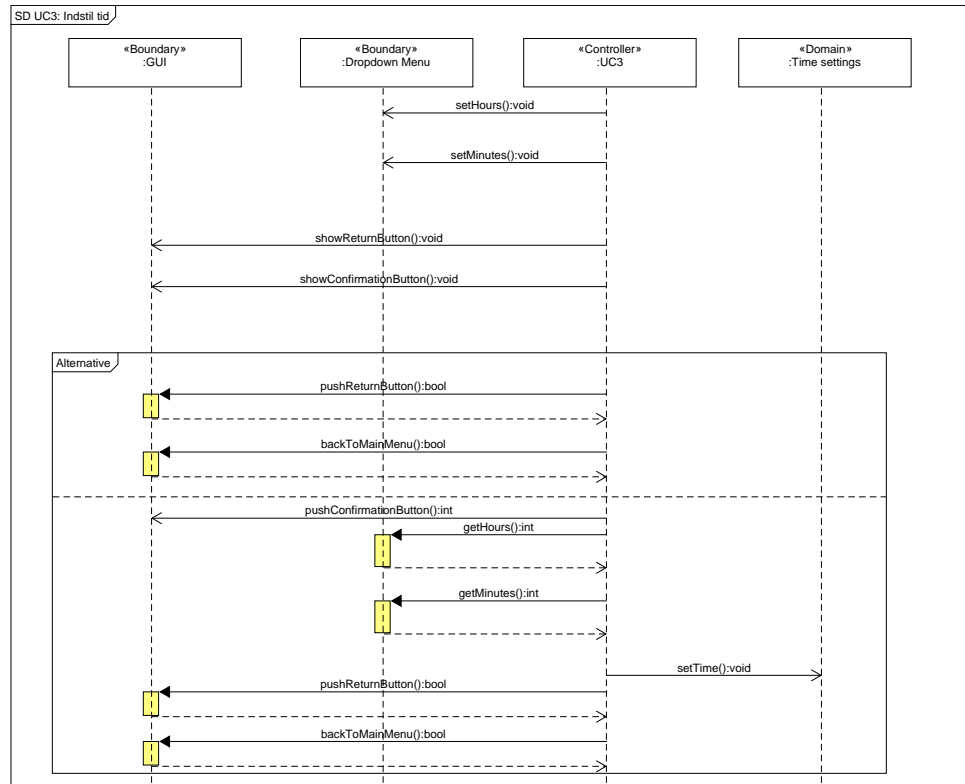 SD UC3: Indstil tid
«Boundary»
:GUI
«Boundary»
:Dropdown Menu
«Controller»
:UC3
«Domain»
:Time settings
setHours():void
setMinutes():void
showReturnButton():void
showConfirmationButton():void
Alternative
pushReturnButton():bool
backToMainMenu():bool
pushConfirmationButton():int
getHours():int
getMinutes():int
setTime():void
pushReturnButton():bool
backToMainMenu():bool